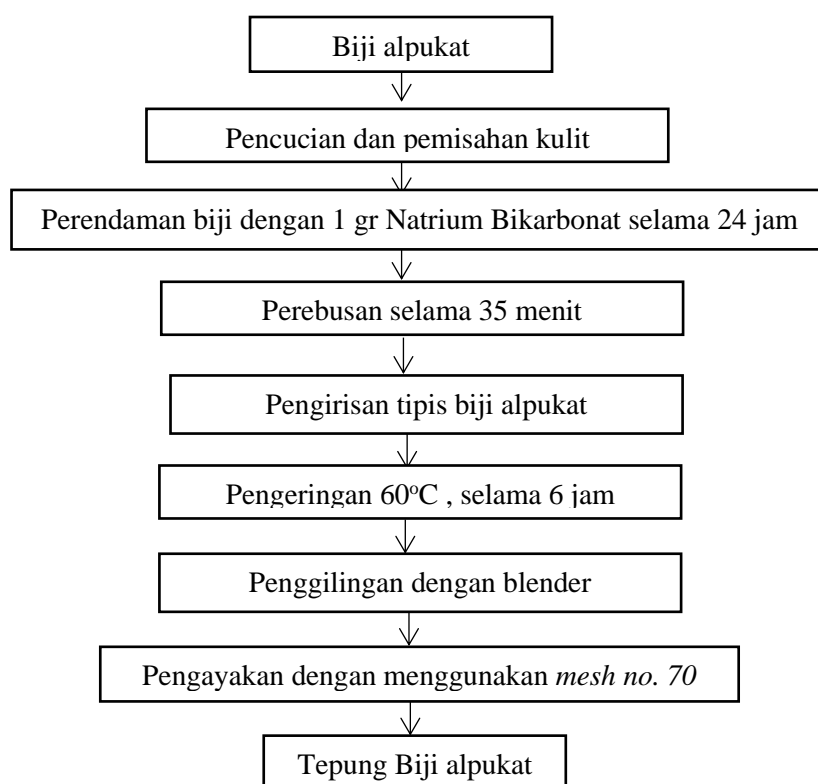 Biji alpukat
Pencucian dan pemisahan kulit
Perendaman biji dengan 1 gr Natrium Bikarbonat selama 24 jam
Perebusan selama 35 menit
Pengirisan tipis biji alpukat
Pengeringan 60°C , selama 6 jam
Penggilingan dengan blender
Pengayakan dengan menggunakan mesh no. 70
Tepung Biji alpukat